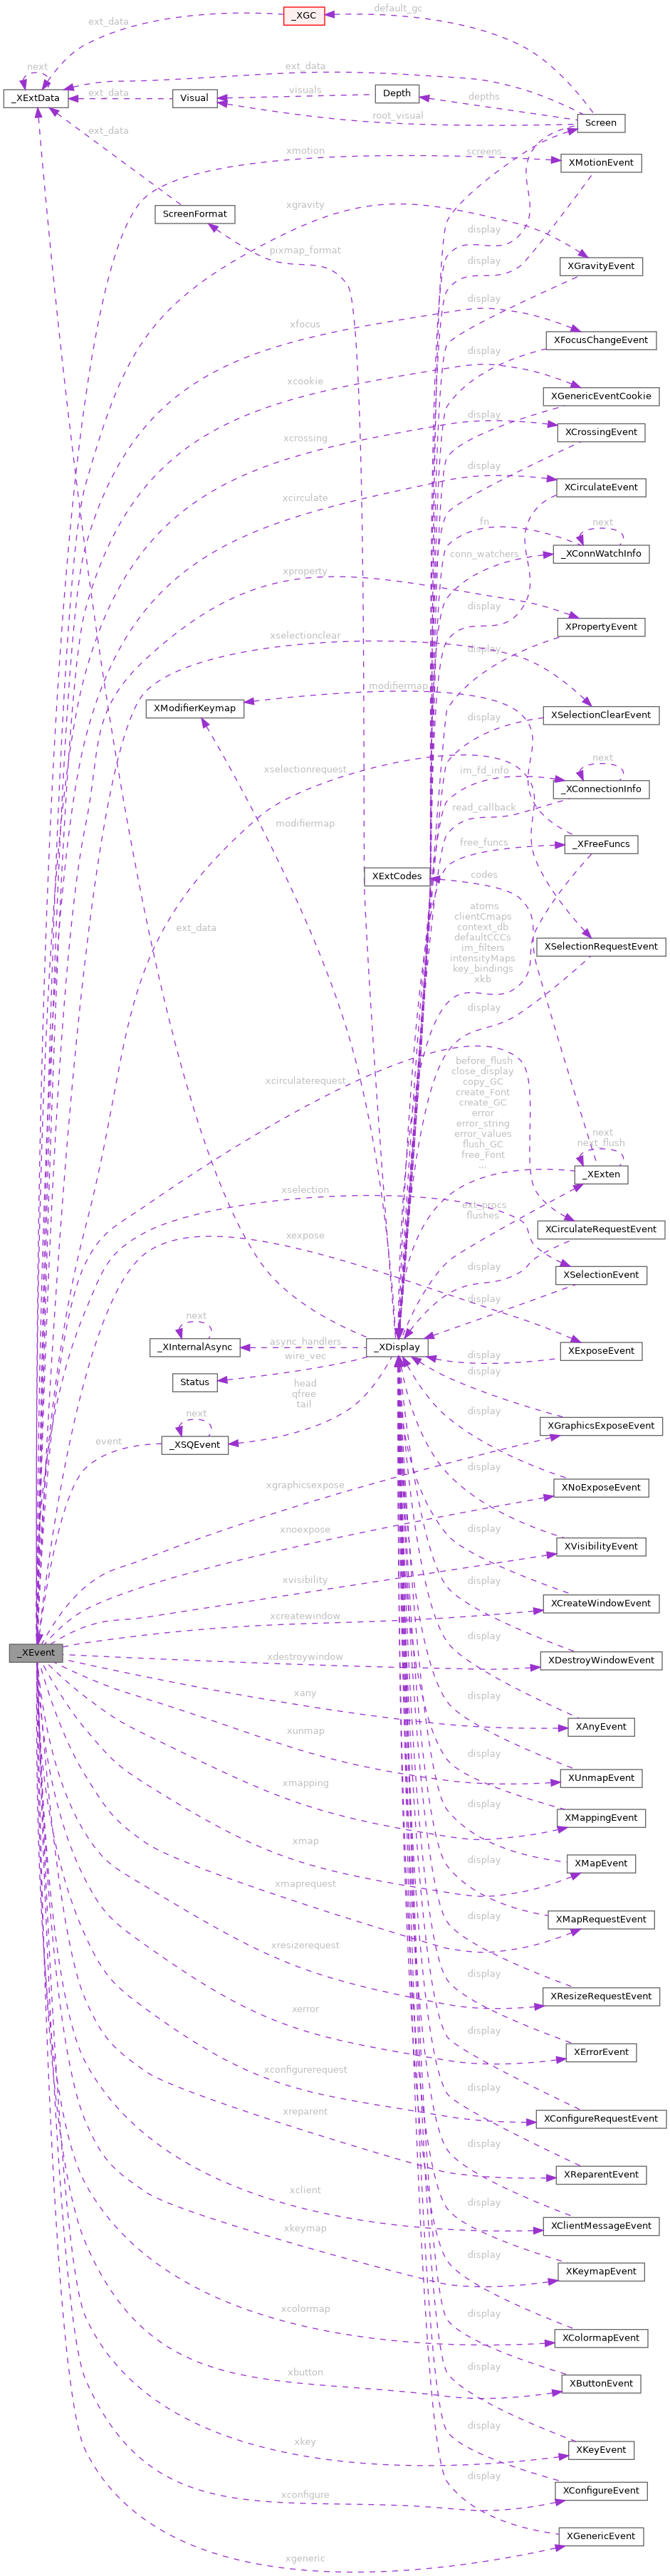 default_gc
_XGC
ext_data
next
ext_data
_XExtData
ext_data
Visual
visuals
Depth
depths
Screen
root_visual
ext_data
xmotion
screens
XMotionEvent
xgravity
ScreenFormat
display
pixmap_format
display
XGravityEvent
display
xfocus
XFocusChangeEvent
display
xcookie
XGenericEventCookie
display
xcrossing
XCrossingEvent
display
xcirculate
XCirculateEvent
fn
next
conn_watchers
_XConnWatchInfo
xproperty
display
XPropertyEvent
xselectionclear
display
modifiermap
XModifierKeymap
display
XSelectionClearEvent
next
xselectionrequest
im_fd_info
_XConnectionInfo
read_callback
modifiermap
free_funcs
_XFreeFuncs
XExtCodes
codes
ext_data
atoms
clientCmaps
context_db
defaultCCCs
im_filters
intensityMaps
key_bindings
xkb
XSelectionRequestEvent
display
xcirculaterequest
before_flush
close_display
copy_GC
create_Font
create_GC
error
error_string
error_values
flush_GC
free_Font
...
next
next_flush
_XExten
xselection
ext_procs
flushes
XCirculateRequestEvent
xexpose
display
XSelectionEvent
display
next
async_handlers
_XInternalAsync
_XDisplay
XExposeEvent
display
wire_vec
Status
display
head
qfree
tail
next
event
_XSQEvent
display
XGraphicsExposeEvent
display
xgraphicsexpose
XNoExposeEvent
xnoexpose
display
XVisibilityEvent
xvisibility
display
XCreateWindowEvent
xcreatewindow
display
_XEvent
xdestroywindow
XDestroyWindowEvent
xany
display
XAnyEvent
xunmap
display
XUnmapEvent
xmapping
display
XMappingEvent
xmap
display
XMapEvent
xmaprequest
display
XMapRequestEvent
xresizerequest
display
XResizeRequestEvent
xerror
display
XErrorEvent
xconfigurerequest
display
XConfigureRequestEvent
xreparent
display
XReparentEvent
xclient
display
XClientMessageEvent
xkeymap
display
XKeymapEvent
xcolormap
display
XColormapEvent
xbutton
display
XButtonEvent
xkey
display
XKeyEvent
xconfigure
display
XConfigureEvent
xgeneric
XGenericEvent